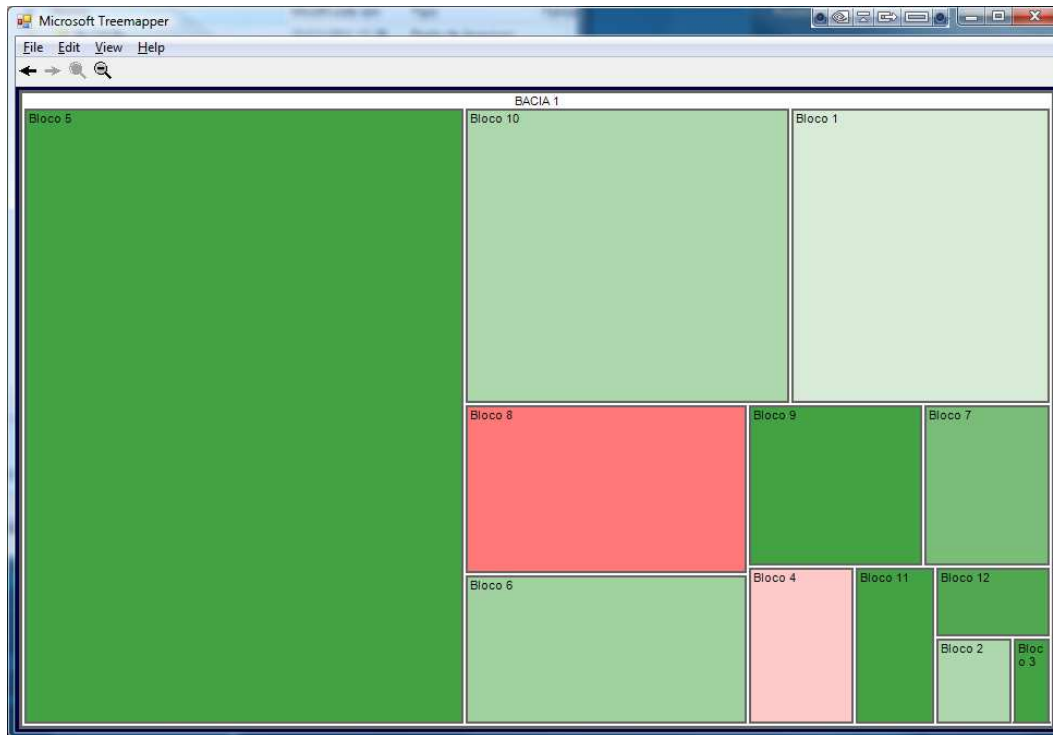 Microsoft Treemapper
File Edit View Help
BACIA 1
Bloco 5
Bloco 10
Bloco 1
Bloco 8
Bloco 9
Bloco 7
Bloco 6
Bloco 4
Bloco 11
Bloco 12
Bloco 2
Bloc
o 3